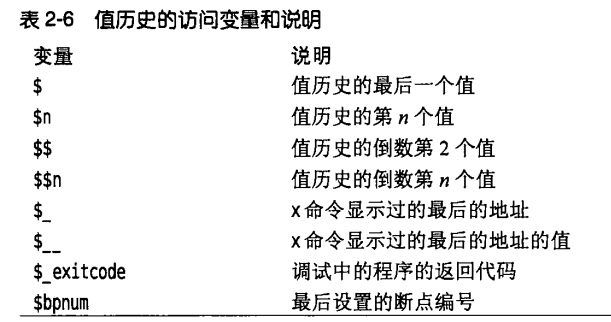 表 2-6 值历史的访问变量和说明
变量 说明
$ 值历史的最后一个值
$n 值历史的第 n 个值
$$ 值历史的倒数第 2 个值
$$n 值历史的倒数第 n 个值
$_ x 命令显示过的最后的地址
$__ x 命令显示过的最后的地址的值
$_exitcode 调试中的程序的返回代码
$bpnum 最后设置的断点编号